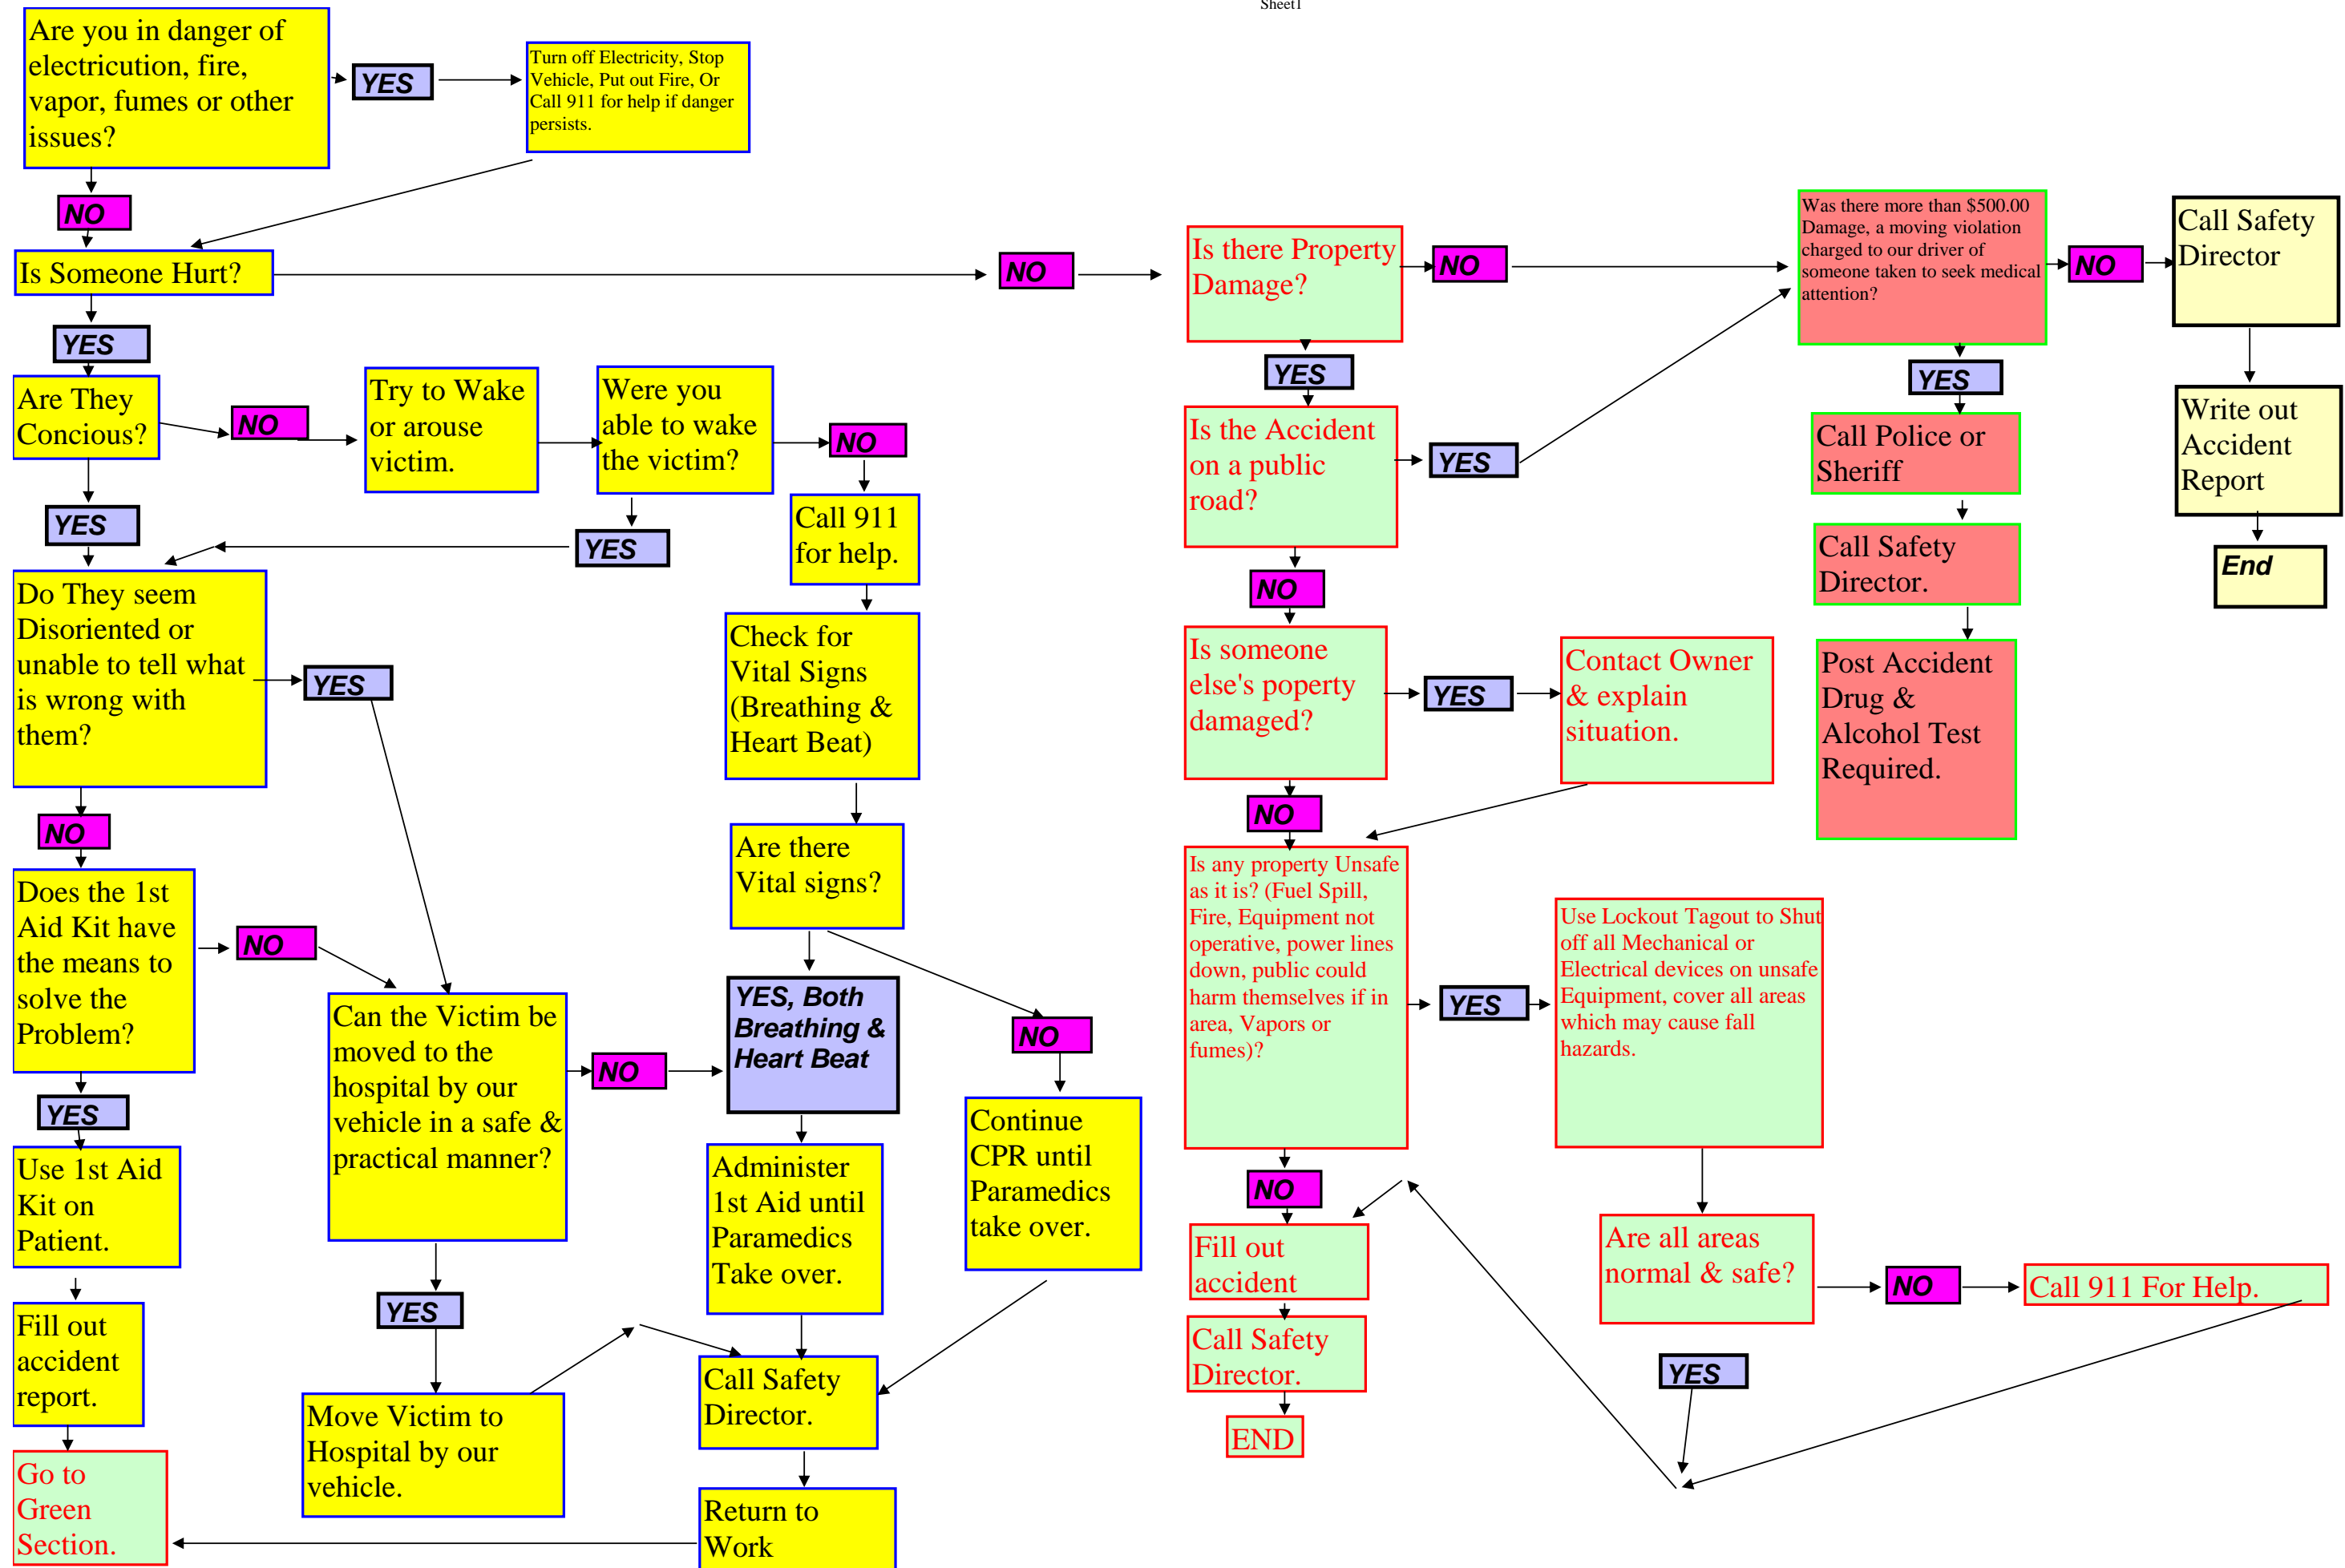 Sheet1
Are you in danger of
electricution, fire,
vapor, fumes or other
issues?
YES
Turn off Electricity, Stop
Vehicle, Put out Fire, Or
Call 911 for help if danger
persists.
NO
Is Someone Hurt?
NO
YES
Are They
Concious?
NO
Try to Wake
or arouse
victim.
Were you
able to wake
the victim?
NO
YES
YES
Call 911
for help.
Do They seem
Disoriented or
unable to tell what
is wrong with
them?
YES
Check for
Vital Signs
(Breathing &
Heart Beat)
NO
Are there
Vital signs?
Does the 1st
Aid Kit have
the means to
solve the
Problem?
NO
Can the Victim be
moved to the
hospital by our
vehicle in a safe &
practical manner?
NO
YES, Both
Breathing &
Heart Beat
NO
YES
Use 1st Aid
Kit on
Patient.
Administer
1st Aid until
Paramedics
Take over.
Continue
CPR until
Paramedics
take over.
Fill out
accident
report.
YES
Move Victim to
Hospital by our
vehicle.
Call Safety
Director.
Go to
Green
Section.
Return to
Work
Is there Property
Damage?
NO
YES
Is the Accident
on a public
road?
YES
NO
Is someone
else's poperty
damaged?
YES
Contact Owner
& explain
situation.
NO
Is any property Unsafe
as it is? (Fuel Spill,
Fire, Equipment not
operative, power lines
down, public could
harm themselves if in
area, Vapors or
fumes)?
YES
Use Lockout Tagout to Shut
off all Mechanical or
Electrical devices on unsafe
Equipment, cover all areas
which may cause fall
hazards.
NO
Fill out
accident
Call Safety
Director.
END
Are all areas
normal & safe?
NO
Call 911 For Help.
YES
Was there more than $500.00
Damage, a moving violation
charged to our driver of
someone taken to seek medical
attention?
NO
Call Safety
Director
YES
Call Police or
Sheriff
Call Safety
Director.
Post Accident
Drug &
Alcohol Test
Required.
Write out
Accident
Report
End